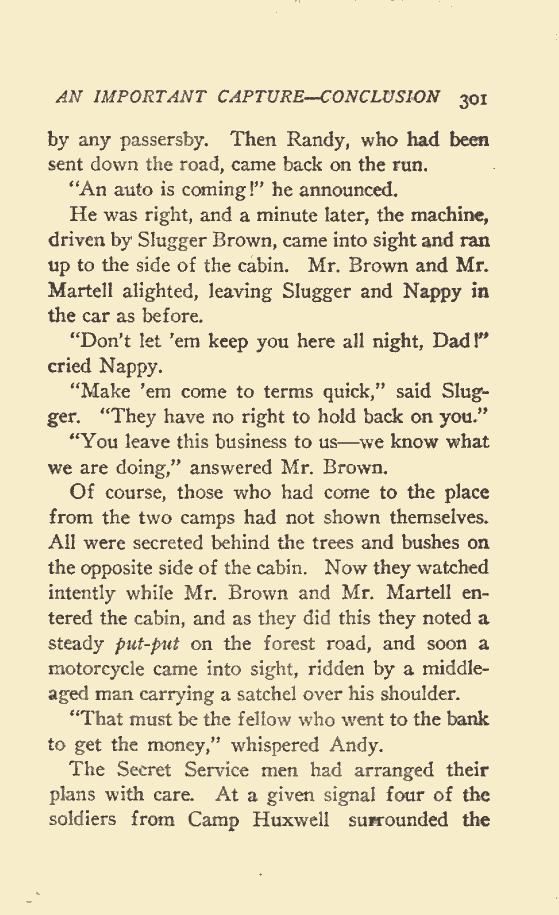 AN IMPORTANT CAPTURE—CONCLUSION 301
by any passersby. Then Randy, who had been
sent down the road, came back on the run.
"An auto is coming!" he announced.
He was right, and a minute later, the machine,
driven by Slugger Brown, came into sight and ran
up to the side of the cabin. Mr. Brown and Mr.
Martell alighted, leaving Slugger and Nappy in
the car as before.
"Don't let 'em keep you here all night, Dad!"
cried Nappy.
"Make 'em come to terms quick," said Slug-
ger. "They have no right to hold back on you."
"You leave this business to us—we know what
we are doing," answered Mr. Brown.
Of course, those who had come to the place
from the two camps had not shown themselves.
All were secreted behind the trees and bushes on
the opposite side of the cabin. Now they watched
intently while Mr. Brown and Mr. Martell en-
tered the cabin, and as they did this they noted a
steady put-put on the forest road, and soon a
motorcycle came into sight, ridden by a middle-
aged man carrying a satchel over his shoulder.
"That must be the fellow who went to the bank
to get the money," whispered Andy.
The Secret Service men had arranged their
plans with care. At a given signal four of the
soldiers from Camp Huxwell surrounded the